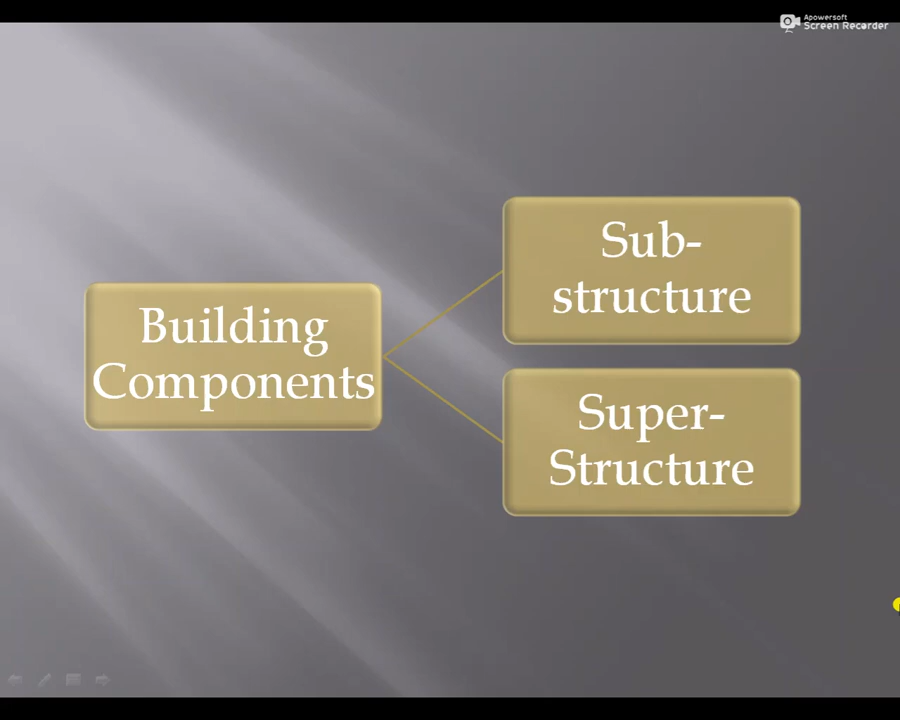 Apowersoft
Screen Recorder
Building
Components
Sub-
structure
Super-
Structure